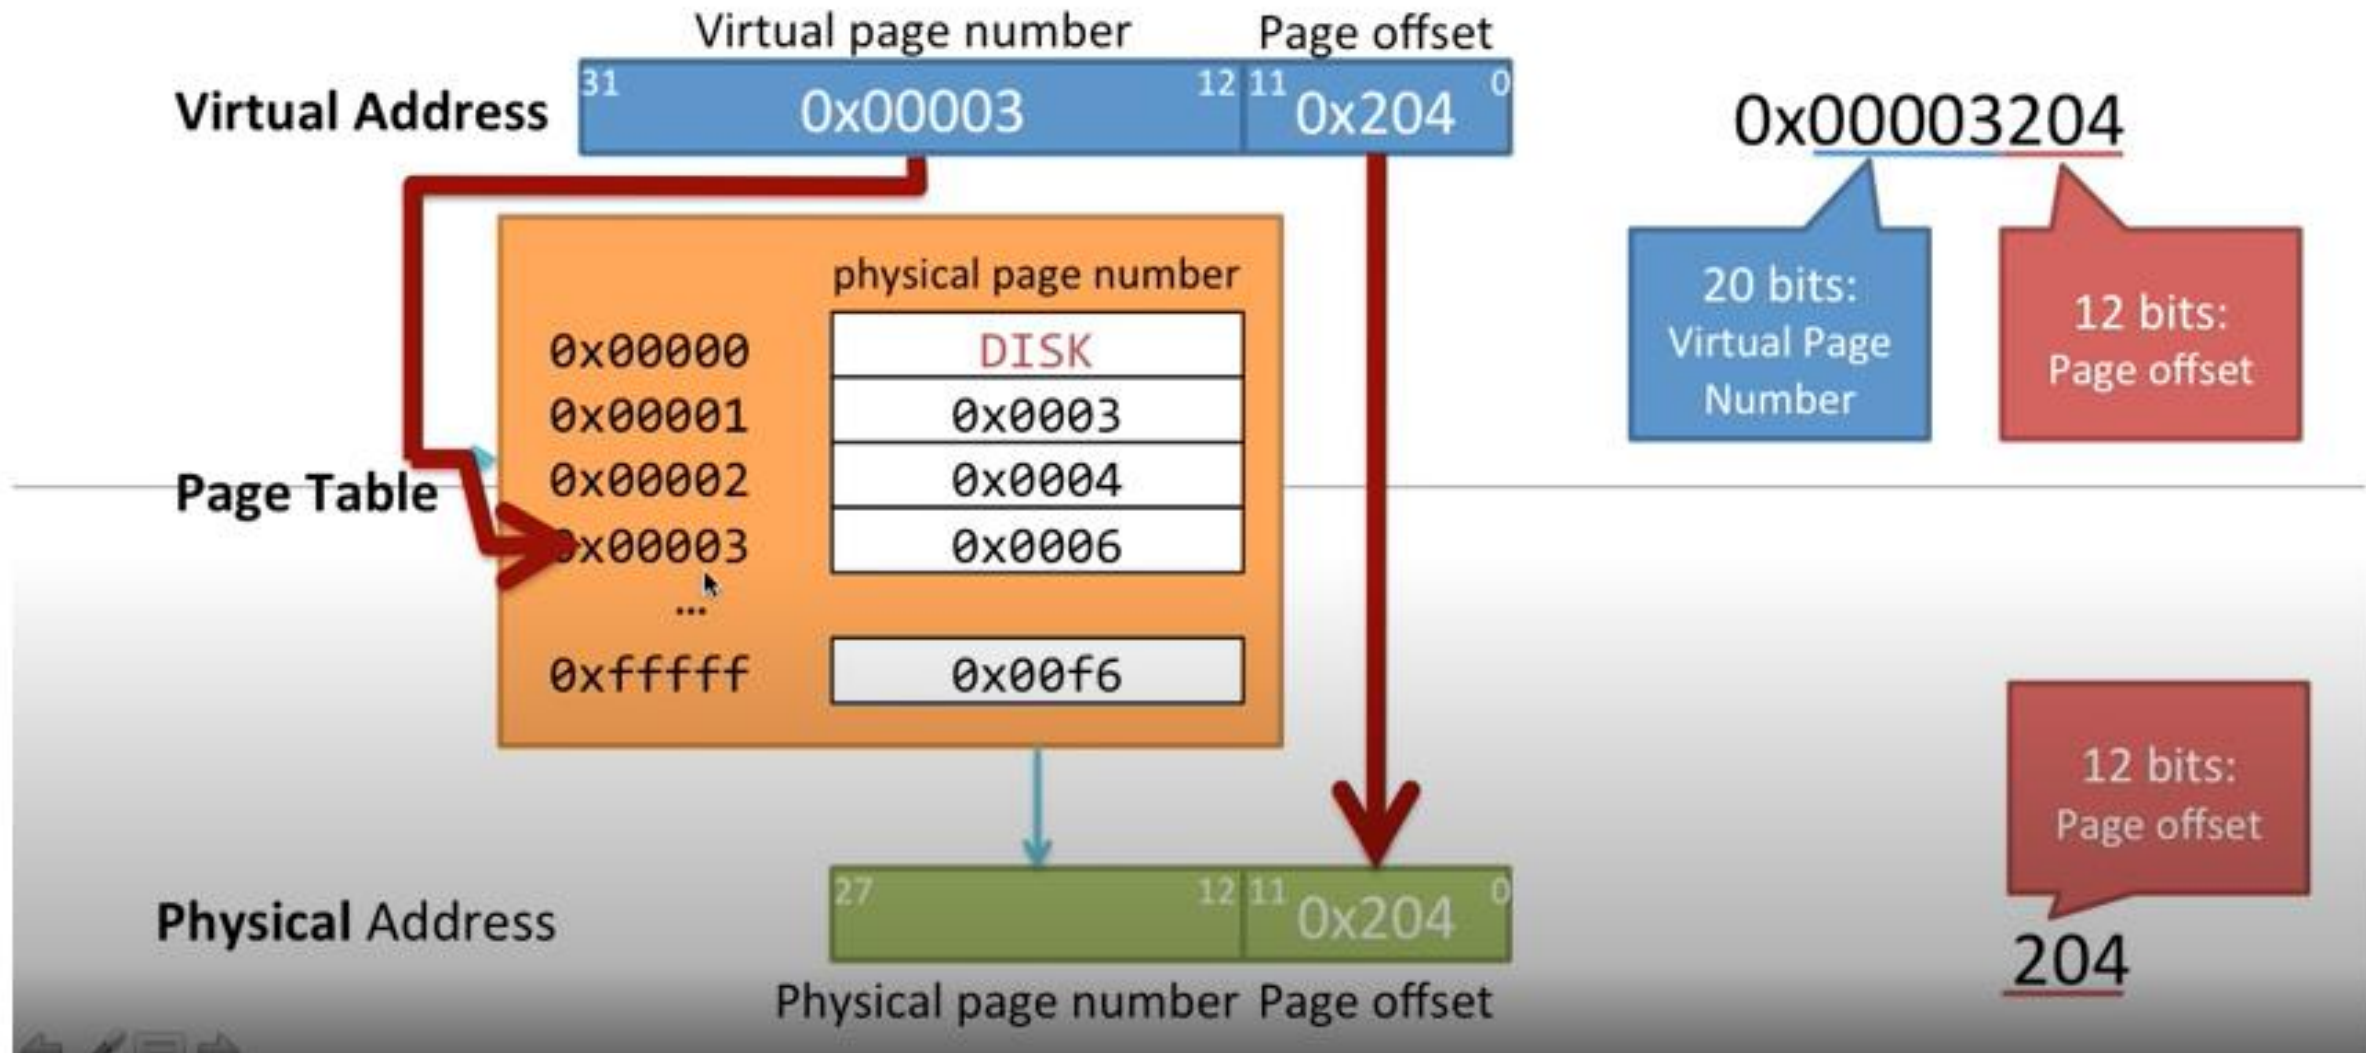 Virtual page number
Page offset
Virtual Address
31
0x00003
12
11
0x204
0
0x00003204
20 bits:
Virtual Page
Number
12 bits:
Page offset
Page Table
physical page number
0x00000 DISK
0x00001 0x0003
0x00002 0x0004
0x00003 0x0006
...
0xfffff 0x00f6
12 bits:
Page offset
204
Physical Address
27
12
11
0x204
0
Physical page number
Page offset